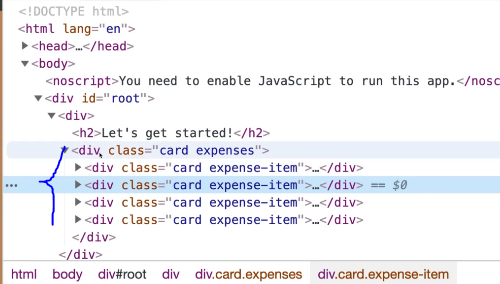 <!DOCTYPE html>
<html lang="en">
<head>…</head>
<body>
<noscript>You need to enable JavaScript to run this app.</nosc
<div id="root">
<div>
<h2>Let's get started!</h2>
<div class="card expenses">
<div class="card expense-item">…</div>
<div class="card expense-item">…</div> == $0
<div class="card expense-item">…</div>
<div class="card expense-item">…</div>
</div>
</div>
html body div#root div div.card.expenses div.card.expense-item